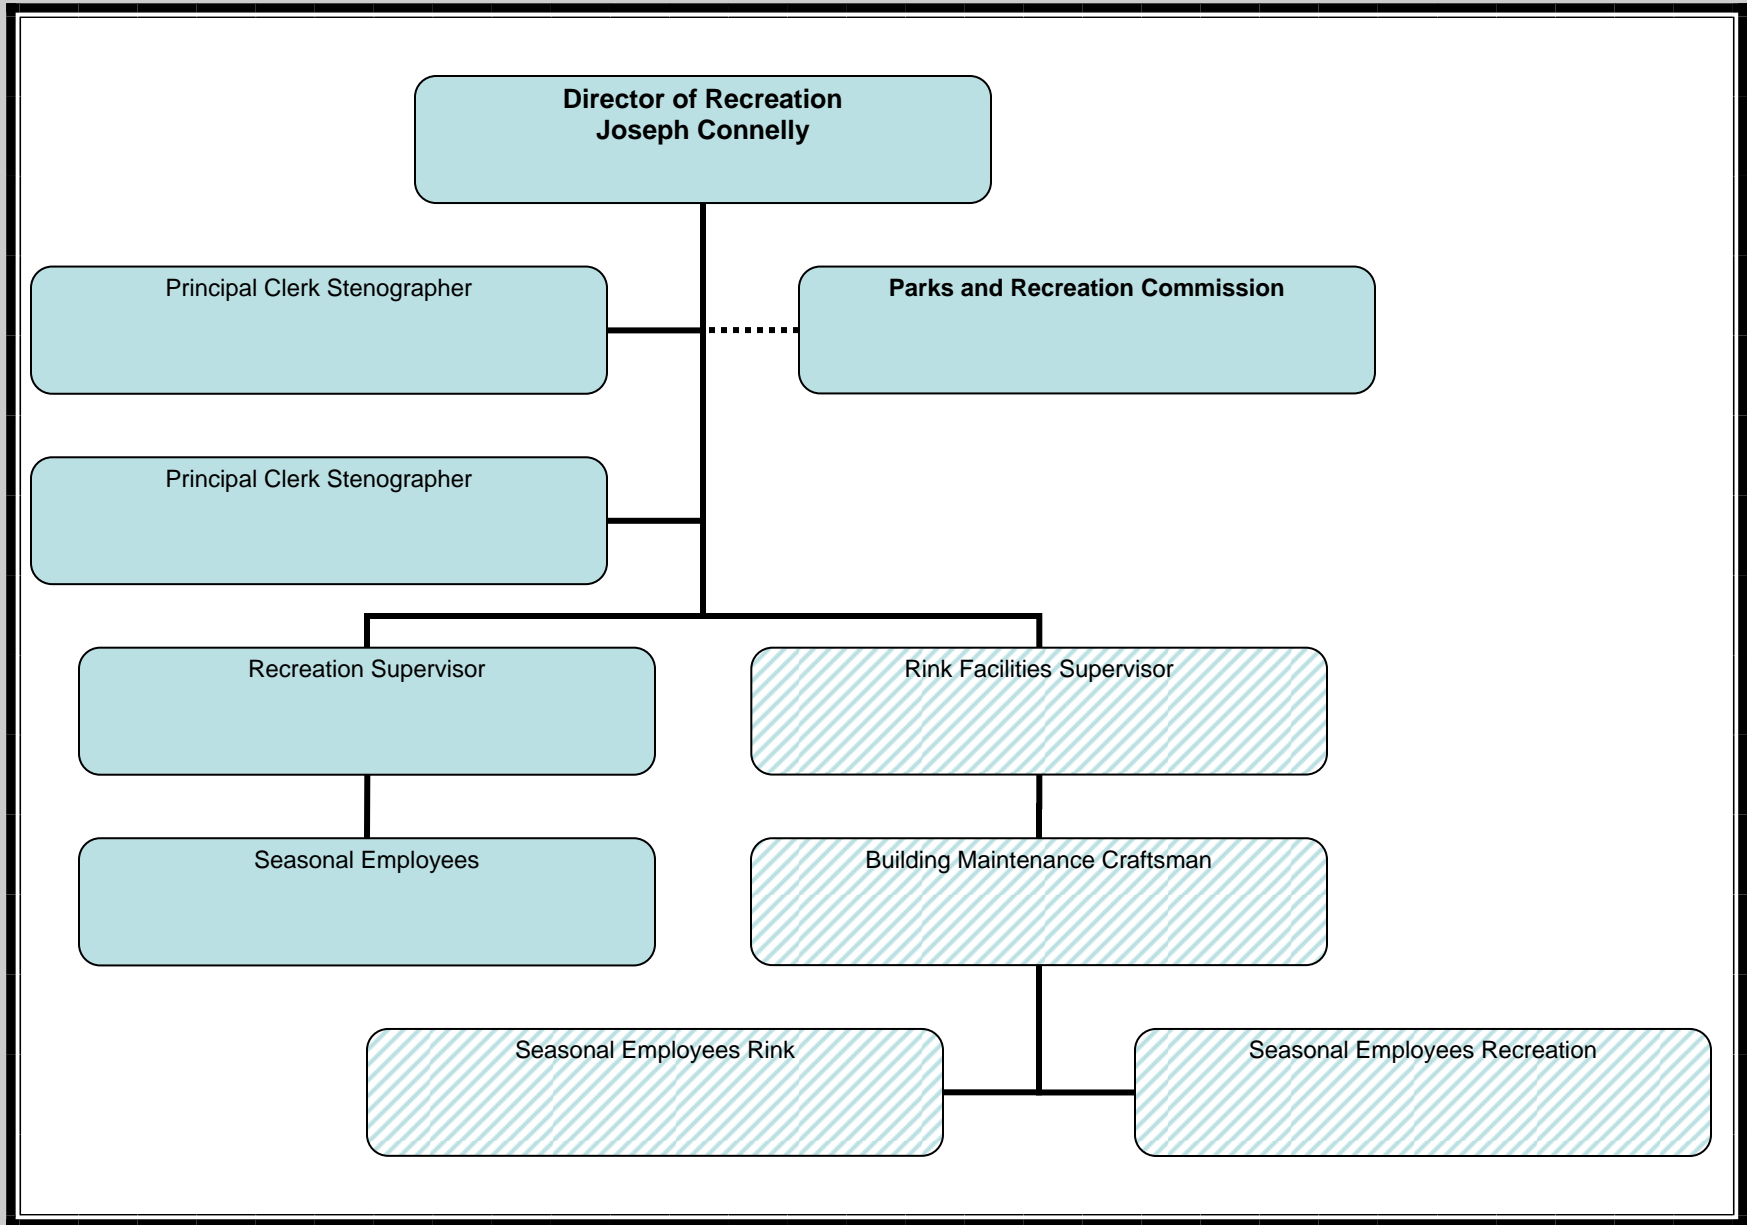 Director of Recreation
Joseph Connelly
Principal Clerk Stenographer
Parks and Recreation Commission
Principal Clerk Stenographer
Recreation Supervisor
Rink Facilities Supervisor
Seasonal Employees
Building Maintenance Craftsman
Seasonal Employees Rink
Seasonal Employees Recreation